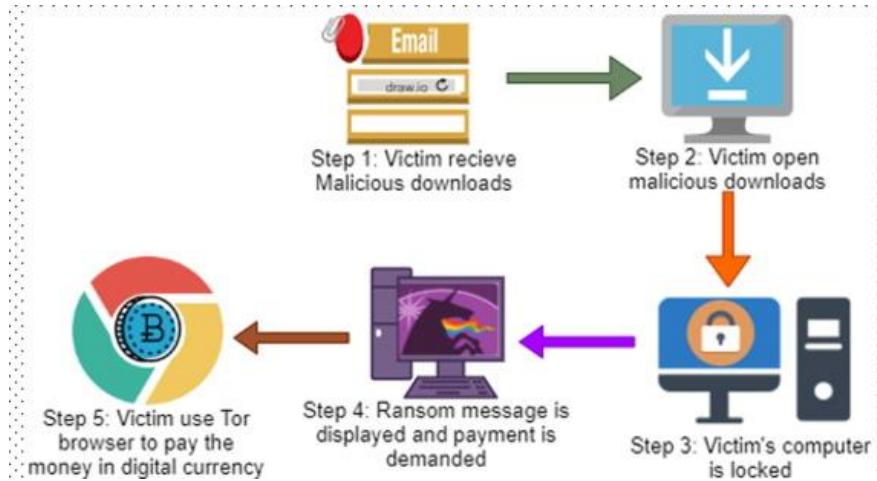 Email
draw.io
Step 1: Victim recieve
Malicious downloads
Step 2: Victim open
malicious downloads
Step 3: Victim's computer
is locked
Step 4: Ransom message is
displayed and payment is
demanded
Step 5: Victim use Tor
browser to pay the
money in digital currency